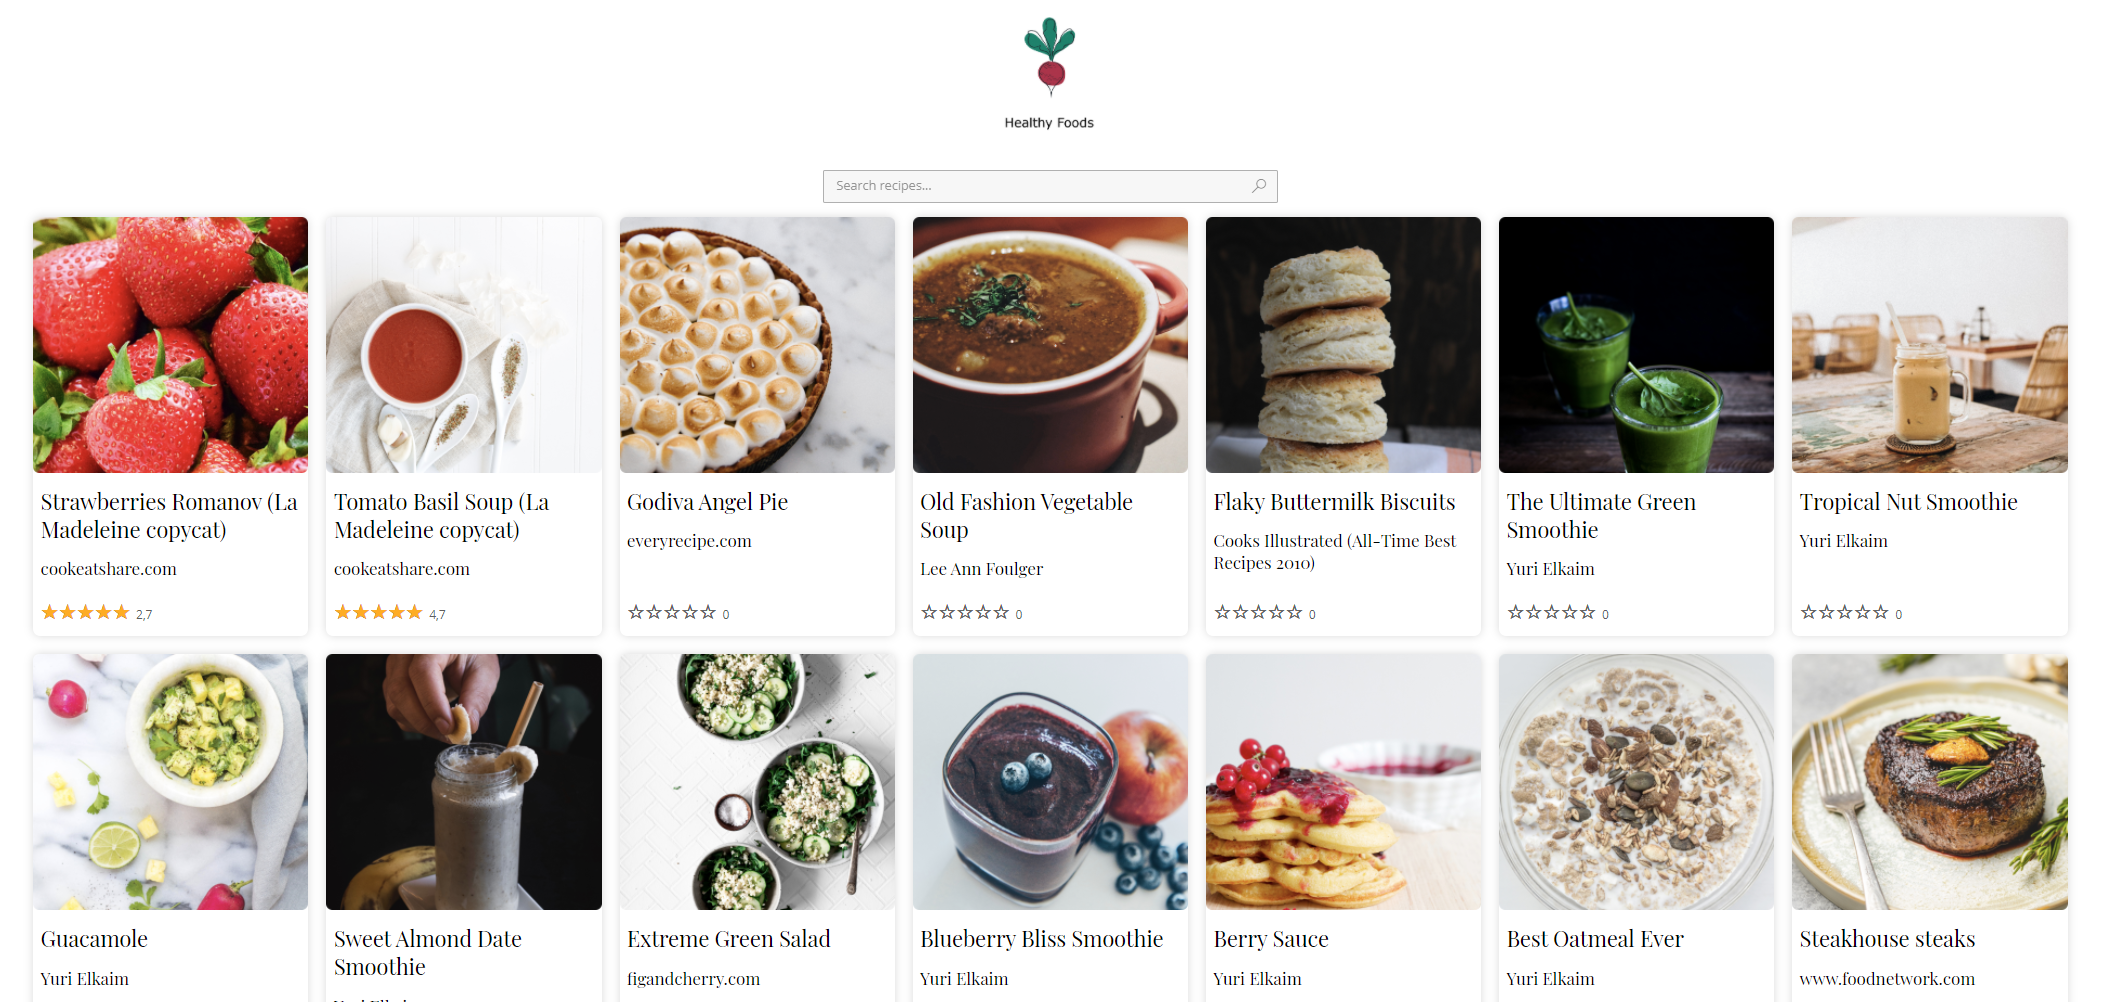 Healthy Foods
Search recipes...
Strawberries Romanov (La
Madeleine copycat)
cookeatshare.com
2,7
Tomato Basil Soup (La
Madeleine copycat)
cookeatshare.com
4,7
Godiva Angel Pie
everyrecipe.com
0
Old Fashion Vegetable
Soup
Lee Ann Foulger
0
Flaky Buttermilk Biscuits
Cooks Illustrated (All-Time Best
Recipes 2010)
0
The Ultimate Green
Smoothie
Yuri Elkaim
0
Tropical Nut Smoothie
Yuri Elkaim
0
Guacamole
Yuri Elkaim
Sweet Almond Date
Smoothie
Extreme Green Salad
figandcherry.com
Blueberry Bliss Smoothie
Yuri Elkaim
Berry Sauce
Yuri Elkaim
Best Oatmeal Ever
Yuri Elkaim
Steakhouse steaks
www.foodnetwork.com